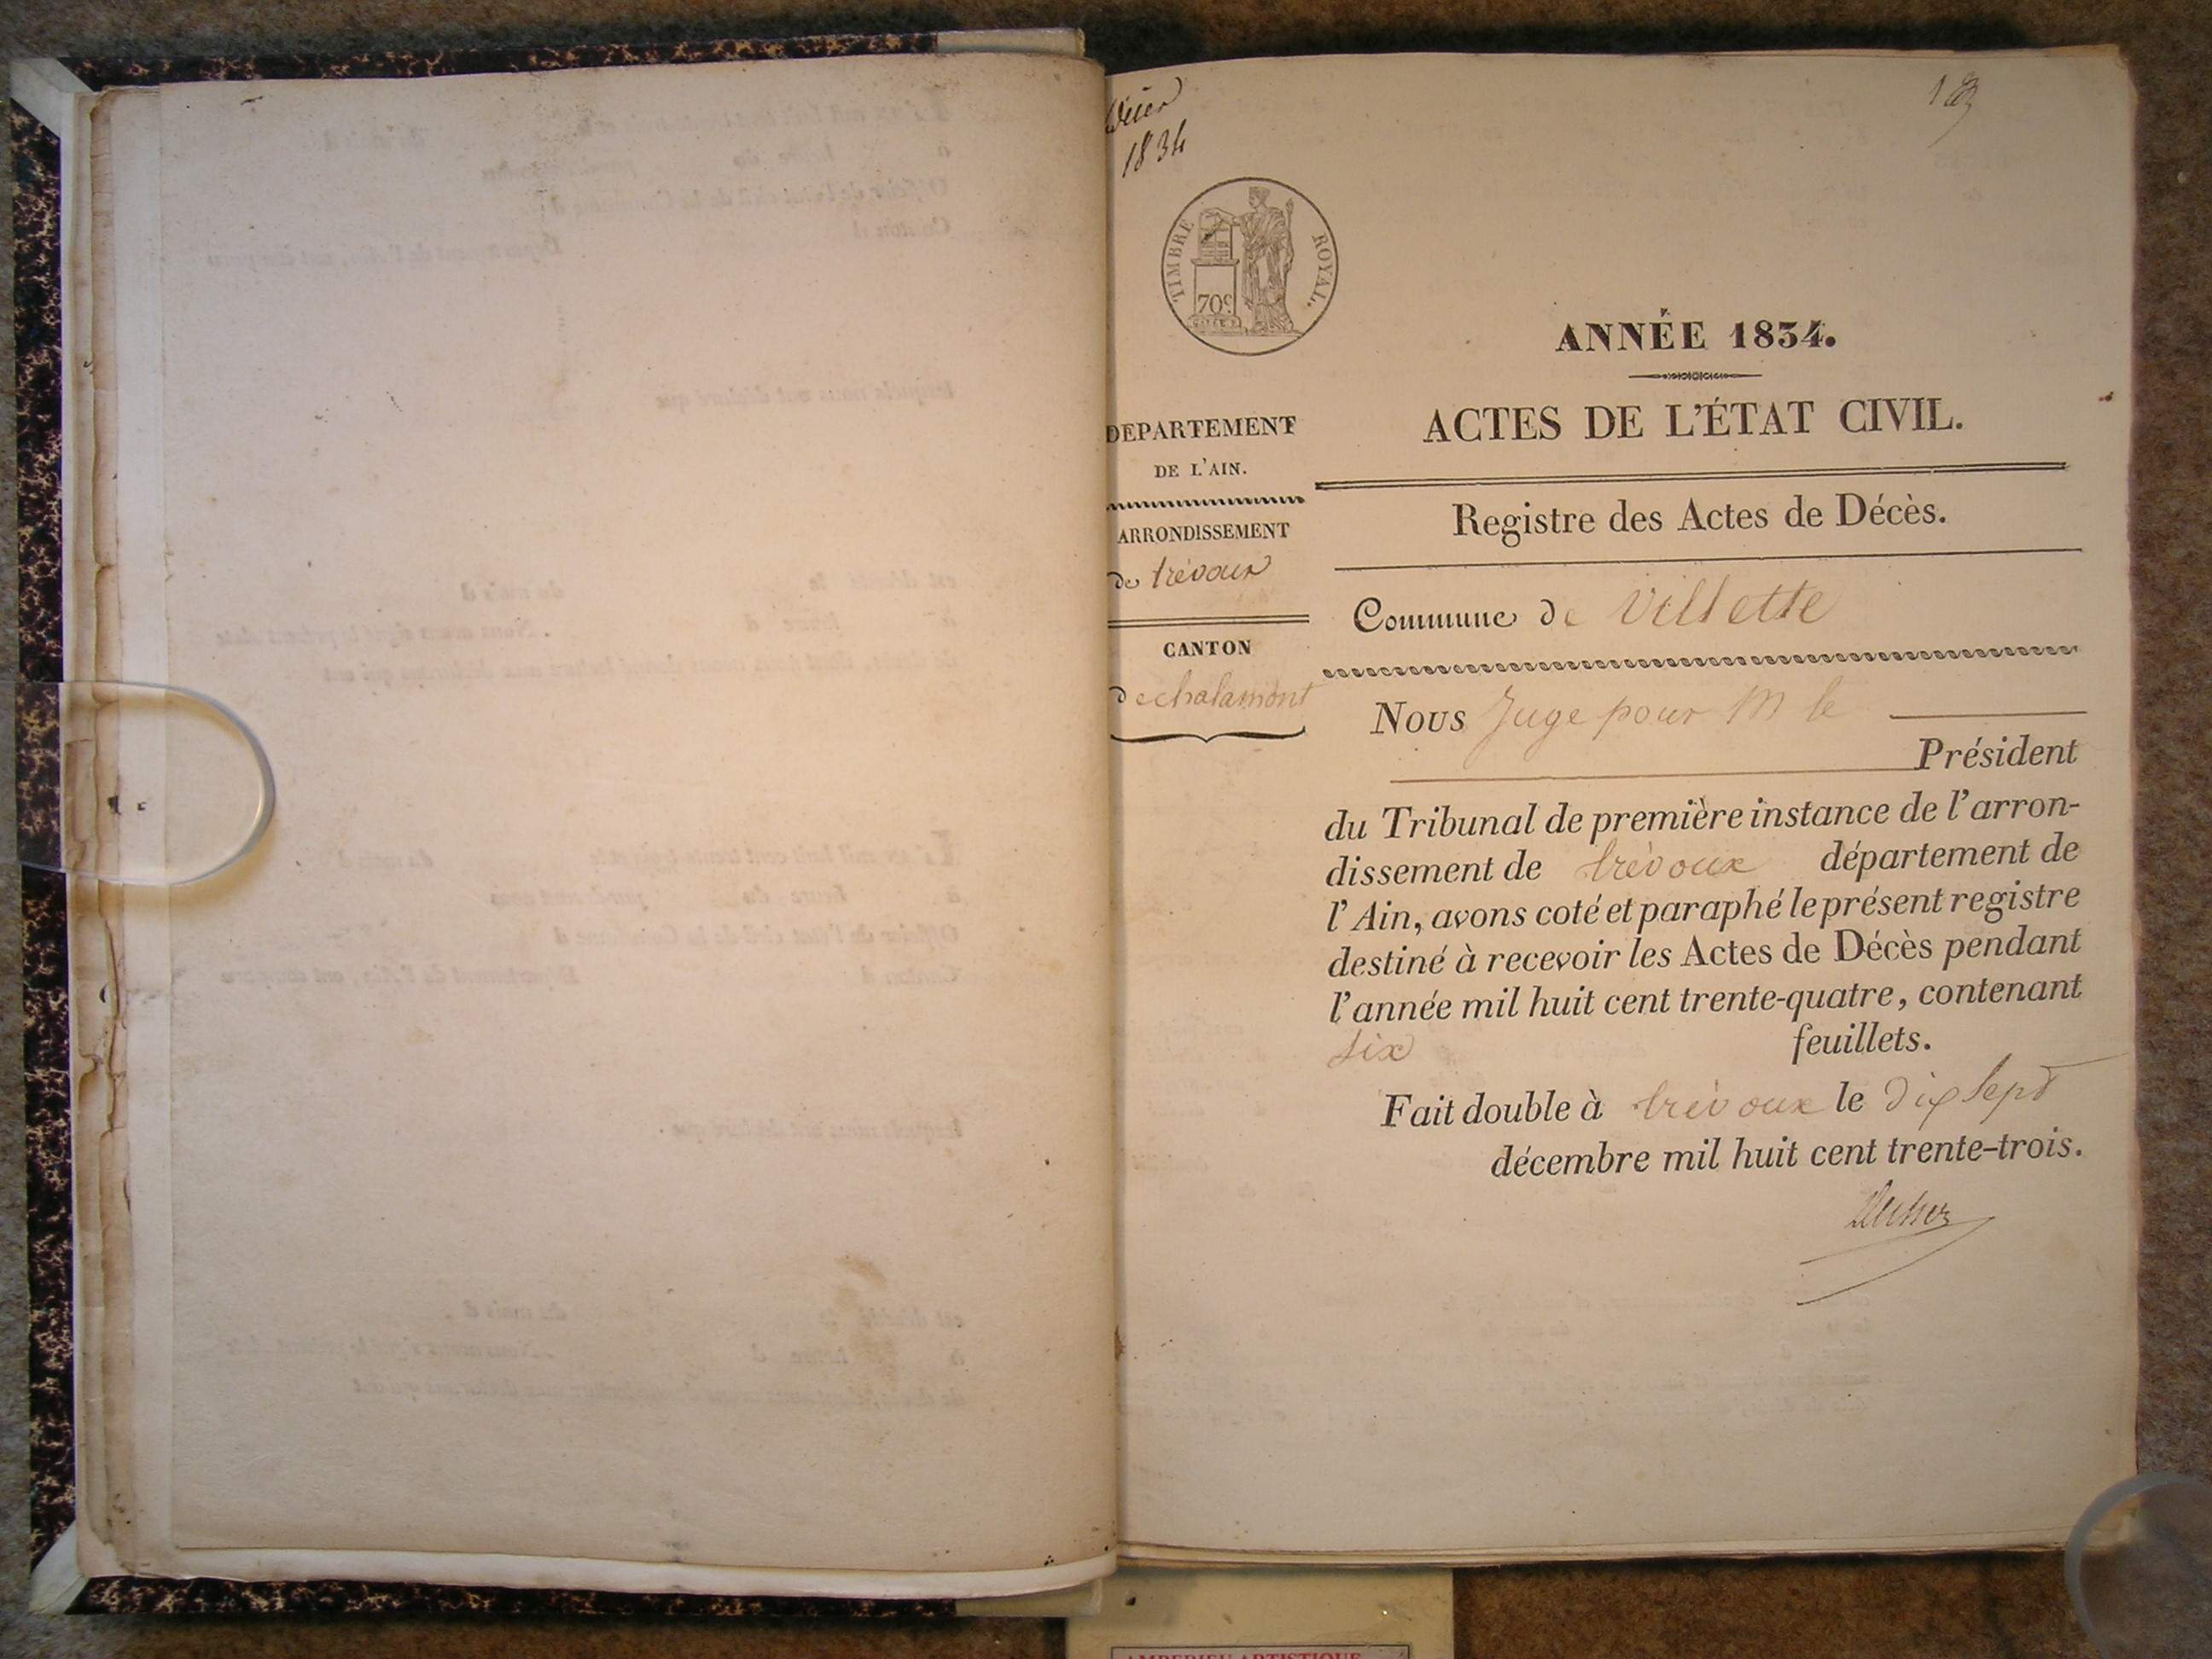 1834
TIMBRE ROYAL.
70c.
ANNÉE 1834.
ACTES DE L'ÉTAT CIVIL.
DEPARTEMENT
DE L'AIN.
ARRONDISSEMENT
de trévoux
CANTON
de chalamont
Registre des Actes de Décès.
Commune de Villette
Nous Juge pour M le
Président
du Tribunal de première instance de l'arron-
dissement de trévoux département de
l'Ain, avons coté et paraphé le présent registre
destiné à recevoir les Actes de Décès pendant
l'année mil huit cent trente-quatre, contenant
six feuillets.
Fait double à trévoux le dix sept
décembre mil huit cent trente-trois.
AMBERIEU ARTISTIQUE